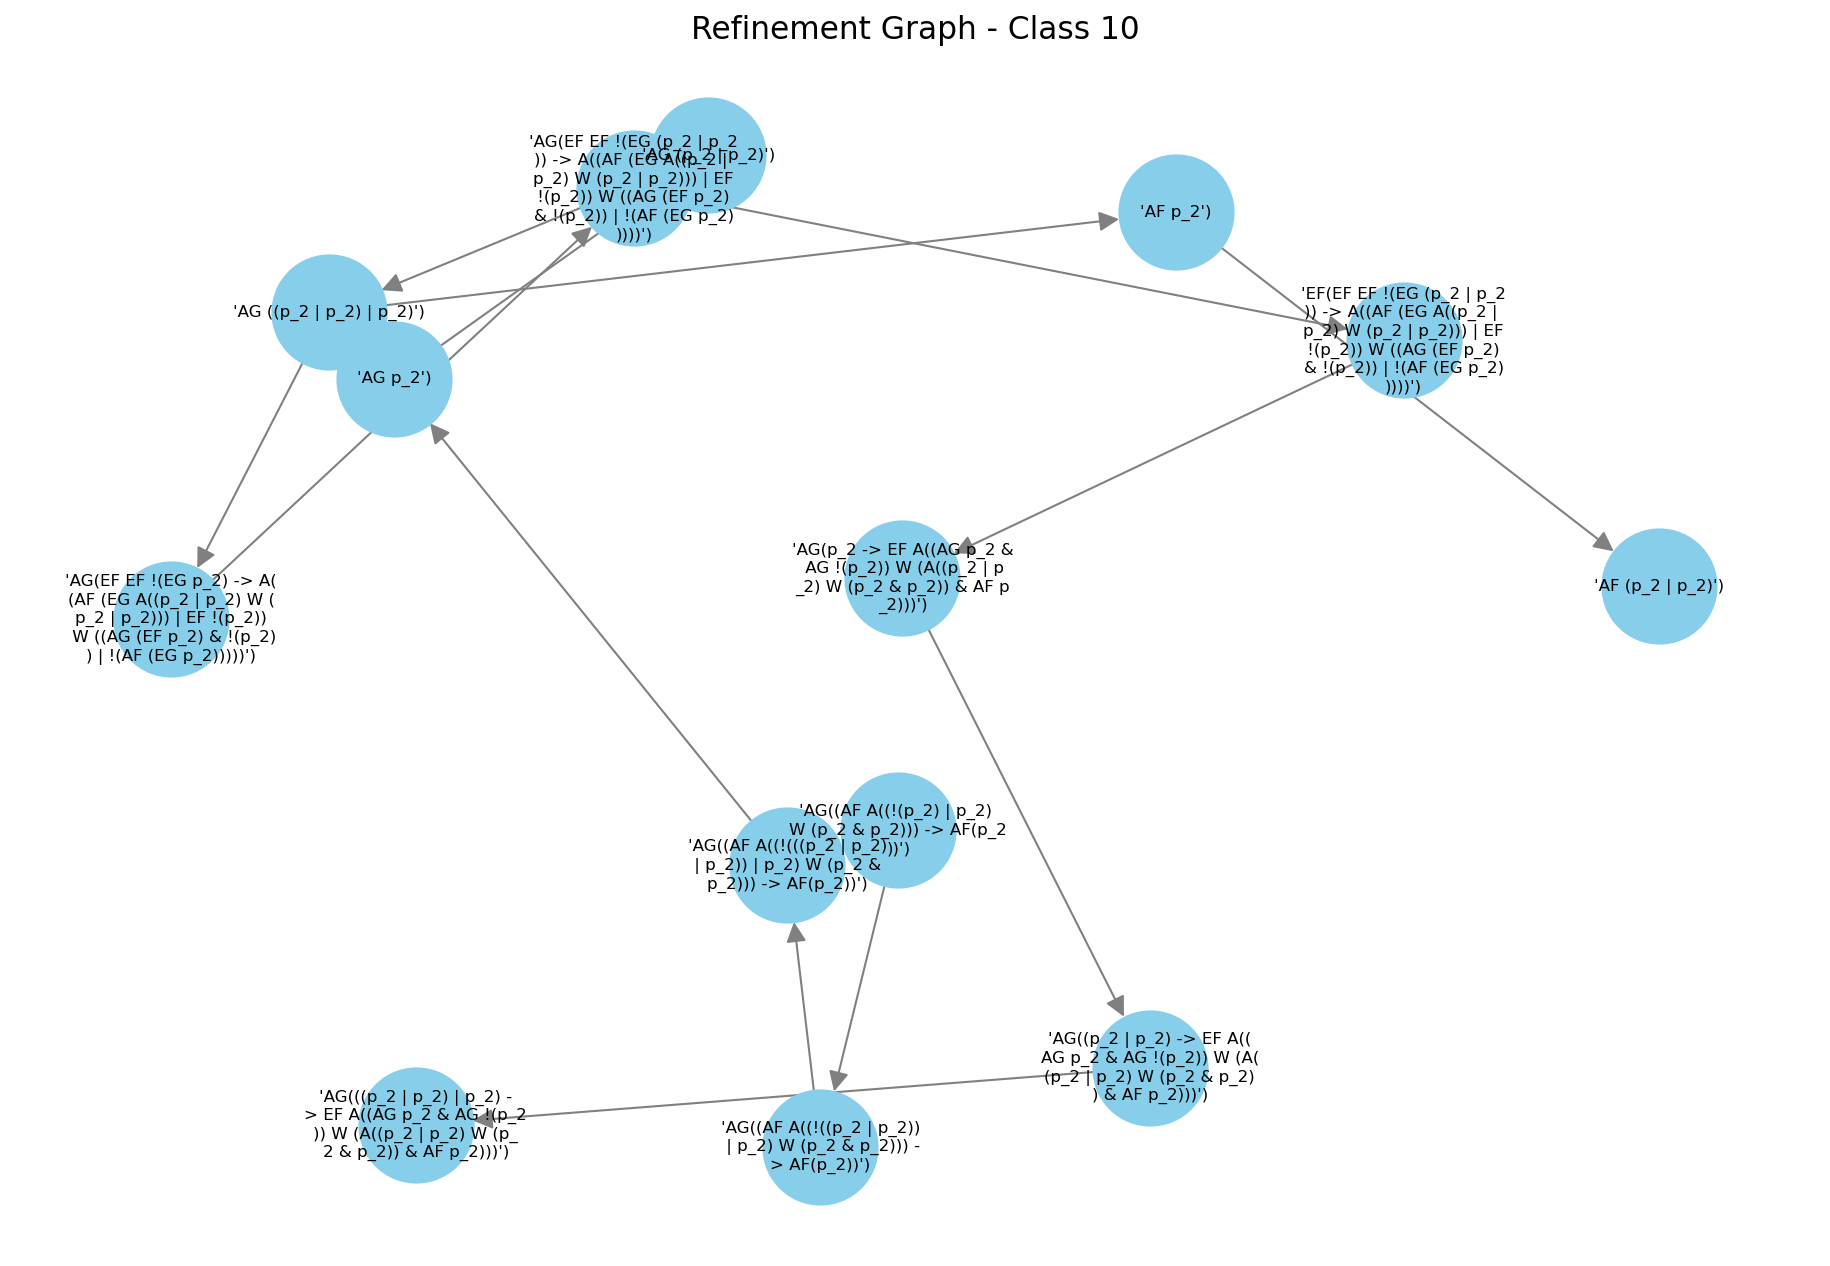 Refinement Graph - Class 10
'AG(EF EF !(EG (p_2 | p_2
)) -> A((AF (EG A((p_2 |
p_2) W (p_2 | p_2))) | EF
!(p_2)) W ((AG (EF p_2)
& !(p_2)) | !(AF (EG p_2)
))))')
'AG (p_2 | p_2)')
'AF p_2')
'AG ((p_2 | p_2) | p_2)')
'AG p_2')
'EF(EF EF !(EG (p_2 | p_2
)) -> A((AF (EG A((p_2 |
p_2) W (p_2 | p_2))) | EF
!(p_2)) W ((AG (EF p_2)
& !(p_2)) | !(AF (EG p_2)
))))')
'AG(EF EF !(EG p_2) -> A(
(AF (EG A((p_2 | p_2) W (
p_2 | p_2))) | EF !(p_2))
W ((AG (EF p_2) & !(p_2)
) | !(AF (EG p_2)))))')
'AG(p_2 -> EF A((AG p_2 &
AG !(p_2)) W (A((p_2 | p
_2) W (p_2 & p_2)) & AF p
_2)))')
'AF (p_2 | p_2)')
'AG((AF A((!(p_2) | p_2)
W (p_2 & p_2))) -> AF(p_2
))')
'AG((AF A((!(((p_2 | p_2)
| p_2)) | p_2) W (p_2 &
p_2))) -> AF(p_2))')
'AG((p_2 | p_2) -> EF A((
AG p_2 & AG !(p_2)) W (A(
(p_2 | p_2) W (p_2 & p_2)
) & AF p_2)))')
'AG(((p_2 | p_2) | p_2) -
> EF A((AG p_2 & AG !(p_2
)) W (A((p_2 | p_2) W (p_
2 & p_2)) & AF p_2)))')
'AG((AF A((!((p_2 | p_2))
| p_2) W (p_2 & p_2))) -
> AF(p_2))')